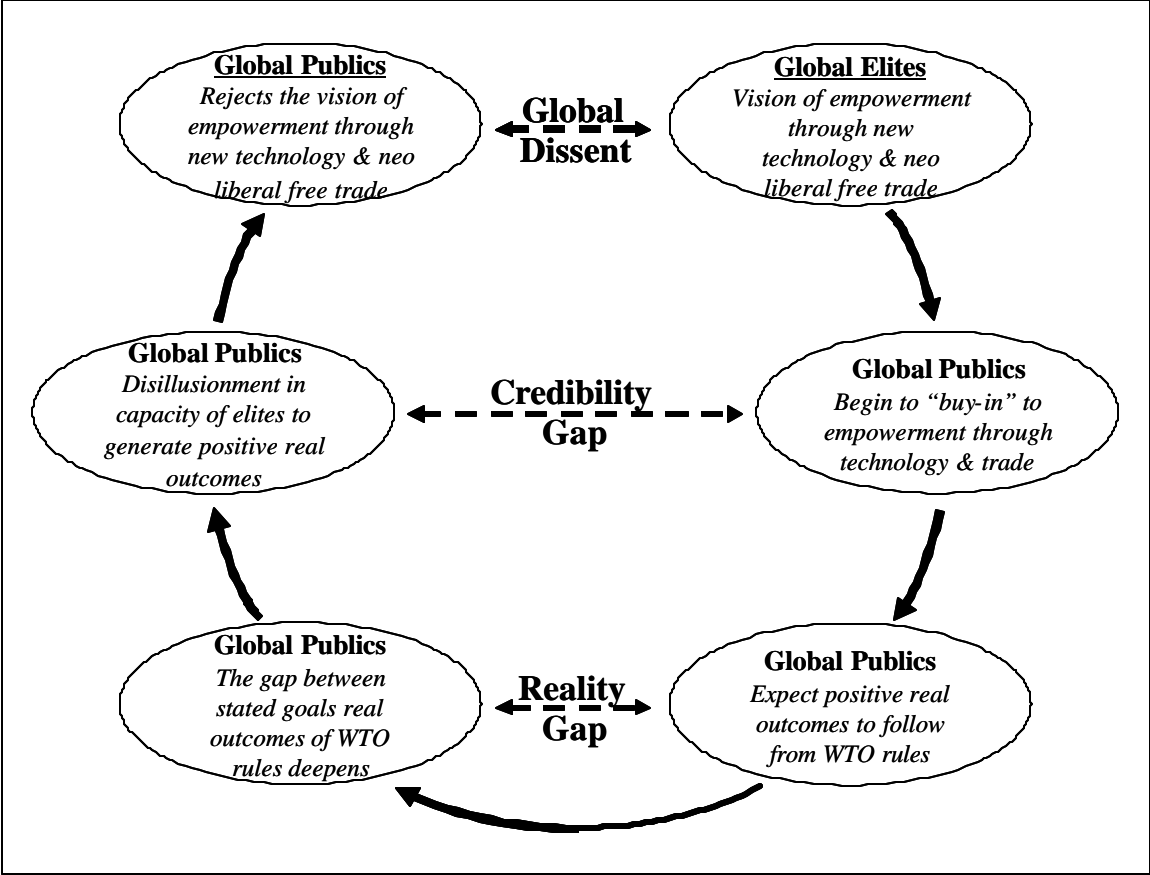 Global Publics
Rejects the vision of
empowerment through
new technology & neo
liberal free trade
Global
Dissent
Global Elites
Vision of empowerment
through new
technology & neo
liberal free trade
Global Publics
Disillusionment in
capacity of elites to
generate positive real
outcomes
Credibility
Gap
Global Publics
Begin to “buy-in” to
empowerment through
technology & trade
Global Publics
The gap between
stated goals real
outcomes of WTO
rules deepens
Reality
Gap
Global Publics
Expect positive real
outcomes to follow
from WTO rules